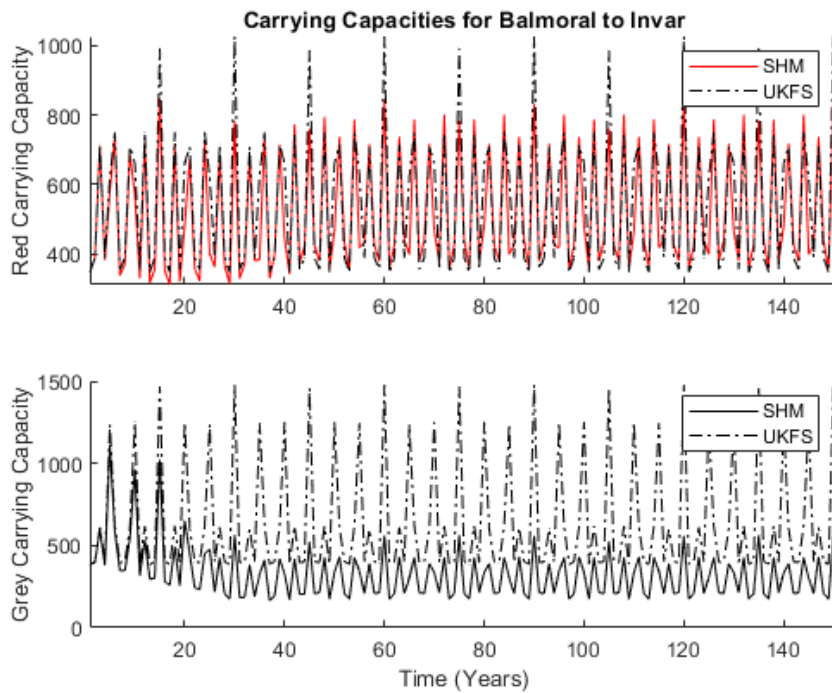 Carrying Capacities for Balmoral to Invar
Red Carrying Capacity
1000
800
600
400
SHM
UKFS
20 40 60 80 100 120 140
Grey Carrying Capacity
1500
1000
500
0
SHM
UKFS
20 40 60 80 100 120 140
Time (Years)